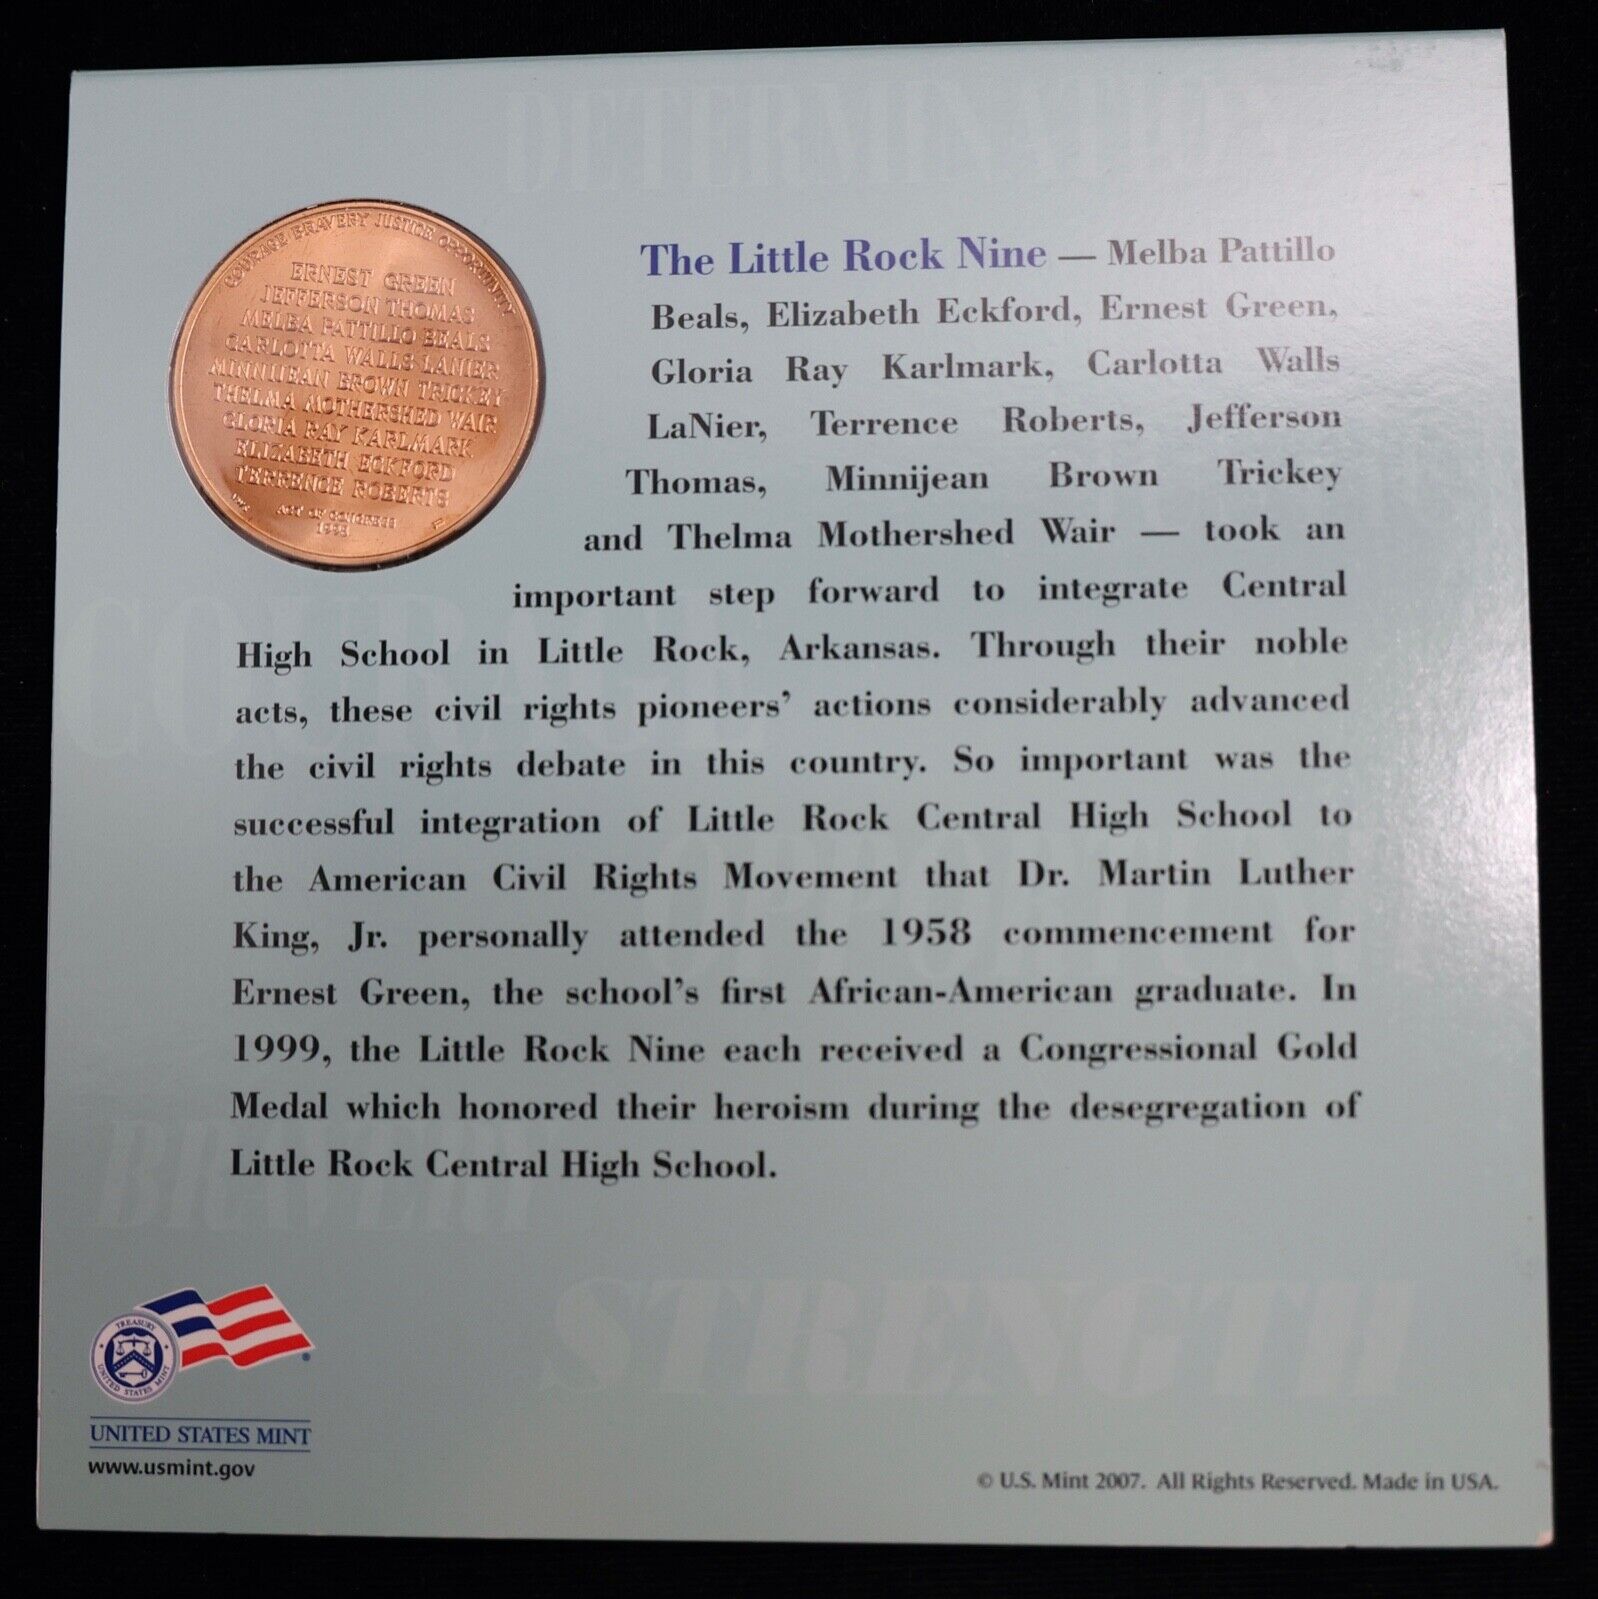 DETERMINATION
COURAGE BRAVERY JUSTICE OPPORTUNITY
ERNEST GREEN
JEFFERSON THOMAS
MELBA PATTILLO BEALS
CARLOTTA WALLS LANIER
MINNIJEAN BROWN TRICKEY
THELMA MOTHERSHED WAIR
GLORIA RAY KARLMARK
ELIZABETH ECKFORD
TERRENCE ROBERTS
ACT OF CONGRESS
1998
The Little Rock Nine — Melba Pattillo
Beals, Elizabeth Eckford, Ernest Green,
Gloria Ray Karlmark, Carlotta Walls
LaNier, Terrence Roberts, Jefferson
Thomas, Minnijean Brown Trickey
and Thelma Mothershed Wair — took an
important step forward to integrate Central
High School in Little Rock, Arkansas. Through their noble
acts, these civil rights pioneers’ actions considerably advanced
the civil rights debate in this country. So important was the
successful integration of Little Rock Central High School to
the American Civil Rights Movement that Dr. Martin Luther
King, Jr. personally attended the 1958 commencement for
Ernest Green, the school’s first African-American graduate. In
1999, the Little Rock Nine each received a Congressional Gold
Medal which honored their heroism during the desegregation of
Little Rock Central High School.
BRAVERY
STRENGTH
TREASURY
UNITED STATES MINT
UNITED STATES MINT
www.usmint.gov
© U.S. Mint 2007. All Rights Reserved. Made in USA.